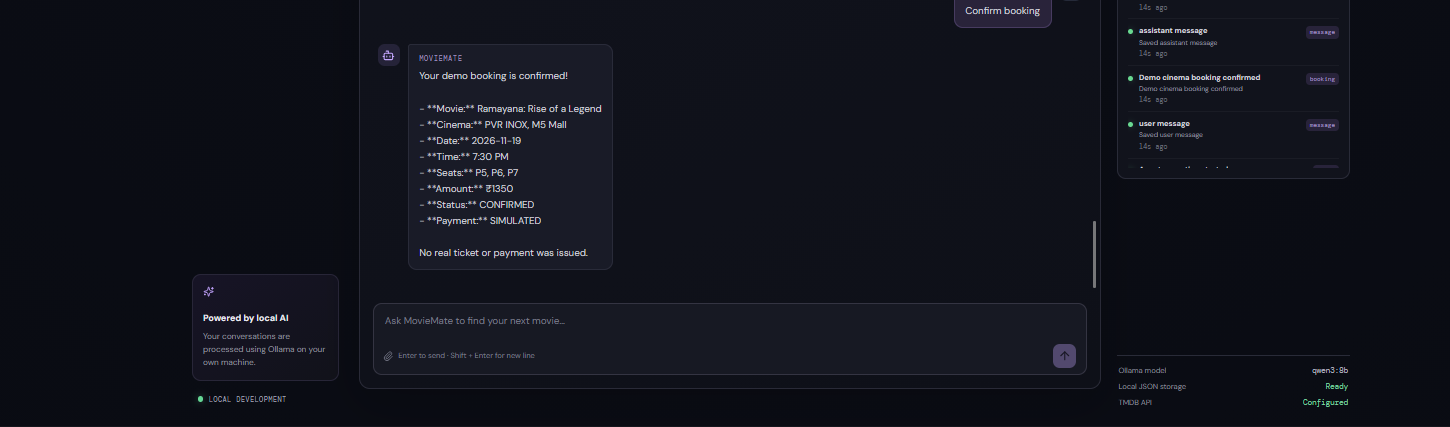 Confirm booking
MOVIEMATE
Your demo booking is confirmed!
- **Movie:** Ramayana: Rise of a Legend
- **Cinema:** PVR INOX, M5 Mall
- **Date:** 2026-11-19
- **Time:** 7:30 PM
- **Seats:** P5, P6, P7
- **Amount:** ₹1350
- **Status:** CONFIRMED
- **Payment:** SIMULATED
No real ticket or payment was issued.
Ask MovieMate to find your next movie...
Enter to send · Shift + Enter for new line
Powered by local AI
Your conversations are
processed using Ollama on your
own machine.
LOCAL DEVELOPMENT
14s ago
assistant message
message
Saved assistant message
14s ago
Demo cinema booking confirmed
booking
Demo cinema booking confirmed
14s ago
user message
message
Saved user message
14s ago
Ollama model
qwen3:8b
Local JSON storage
Ready
TMDB API
Configured